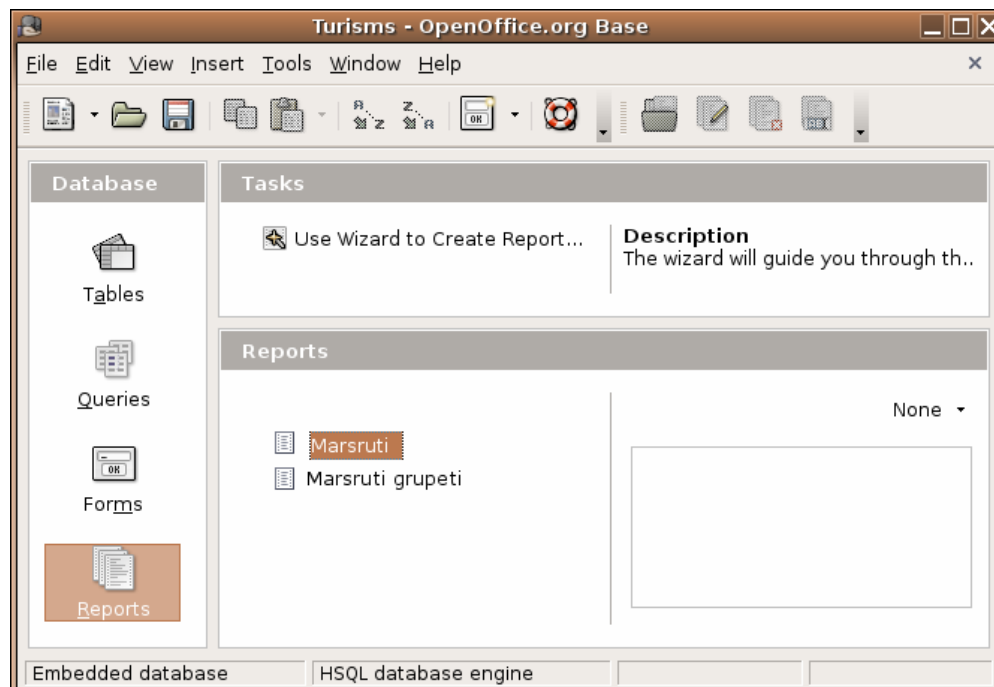 Turisms - OpenOffice.org Base
File Edit View Insert Tools Window Help
Database
Tables
Queries
Forms
Reports
Tasks
Use Wizard to Create Report...
Description
The wizard will guide you through th..
Reports
None
Marsruti
Marsruti grupeti
Embedded database
HSQL database engine